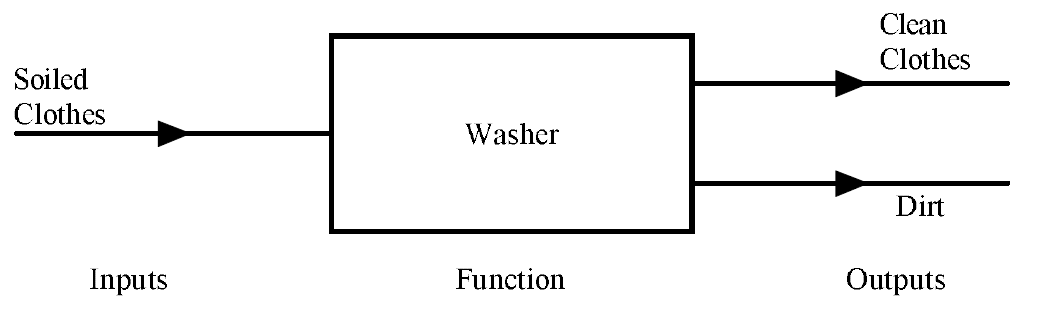 Soiled
Clothes
Washer
Clean
Clothes
Dirt
Inputs
Function
Outputs